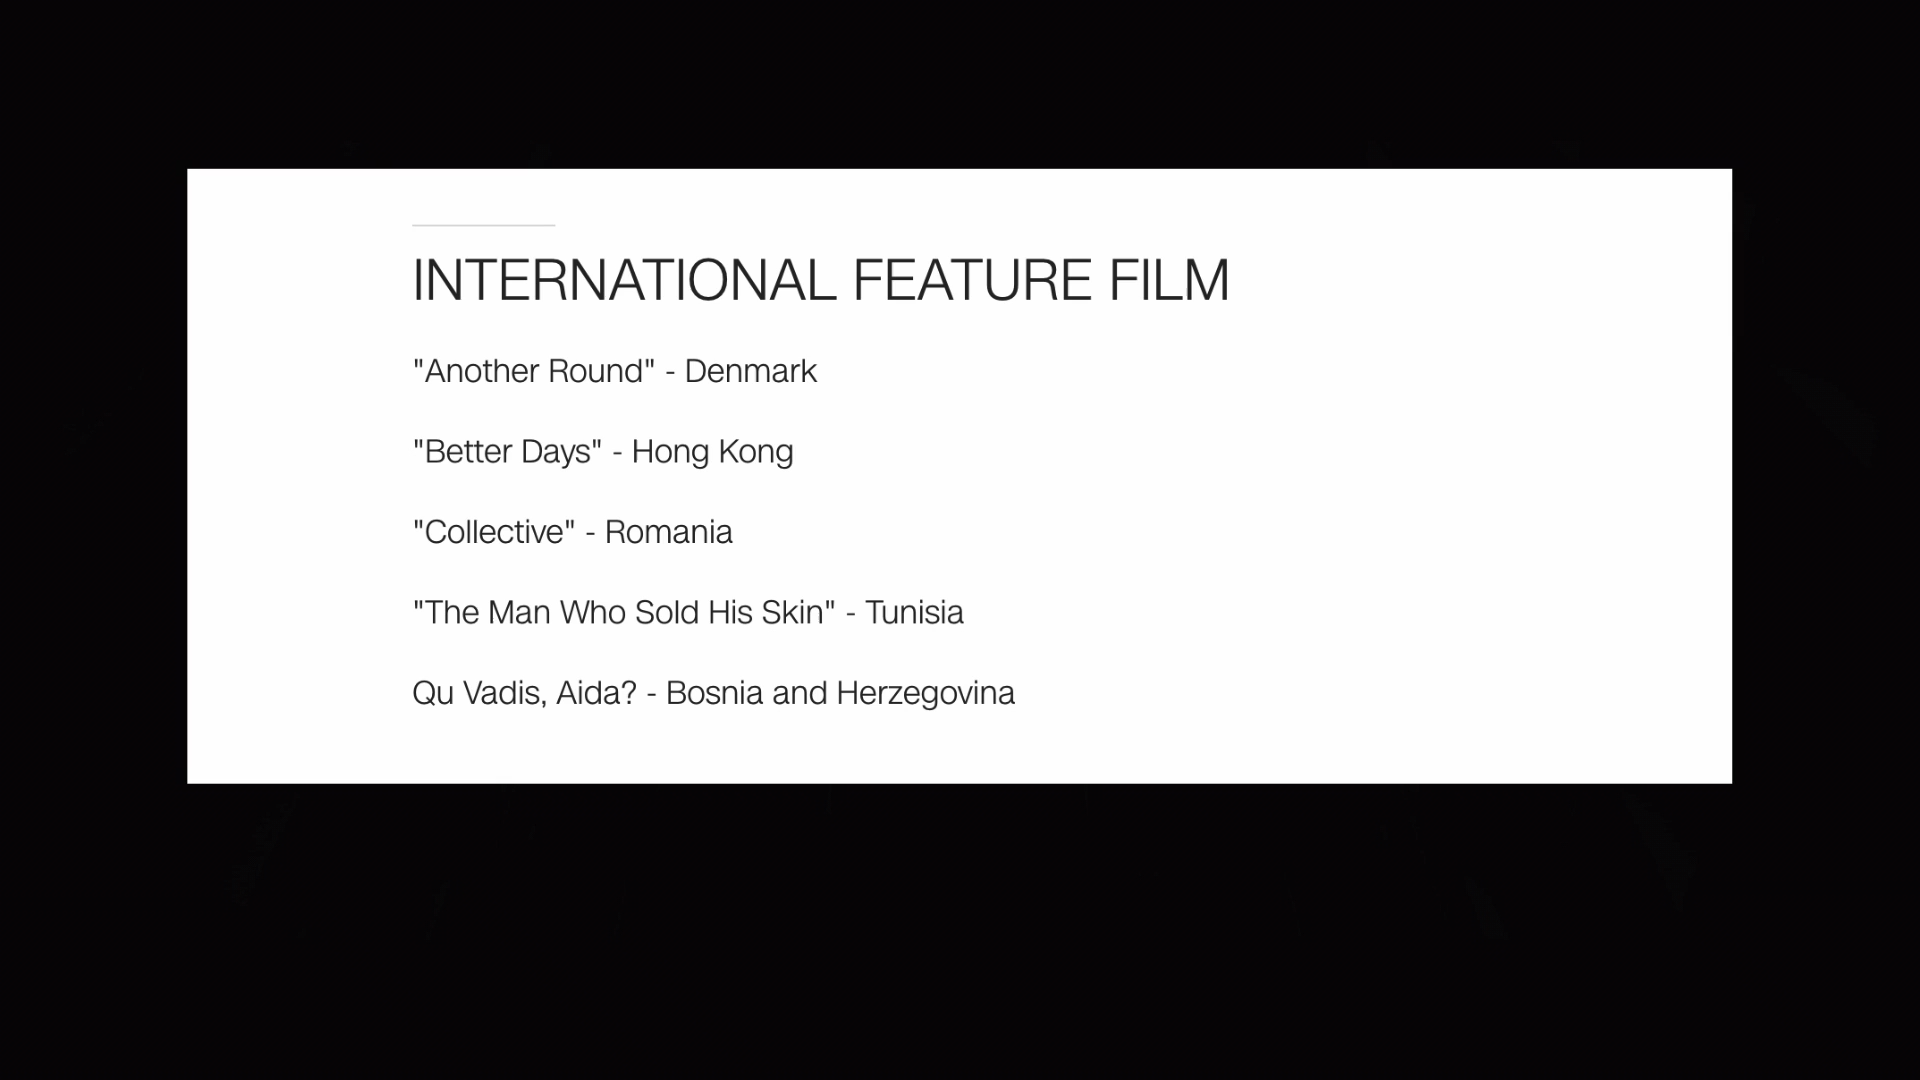 INTERNATIONAL FEATURE FILM
"Another Round" - Denmark
"Better Days" - Hong Kong
"Collective" - Romania
"The Man Who Sold His Skin" - Tunisia
Qu Vadis, Aida? - Bosnia and Herzegovina